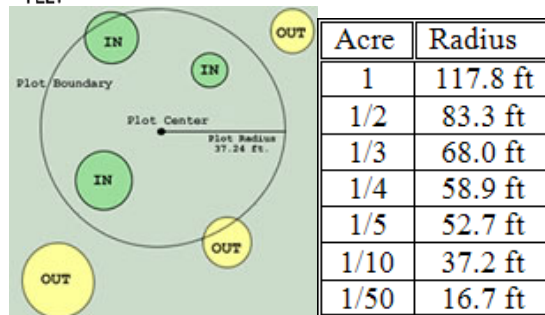 FEET
IN
OUT
IN
Plot Boundary
Plot Center
Plot Radius
37.24 ft.
IN
OUT
OUT
Acre Radius
1 117.8 ft
1/2 83.3 ft
1/3 68.0 ft
1/4 58.9 ft
1/5 52.7 ft
1/10 37.2 ft
1/50 16.7 ft